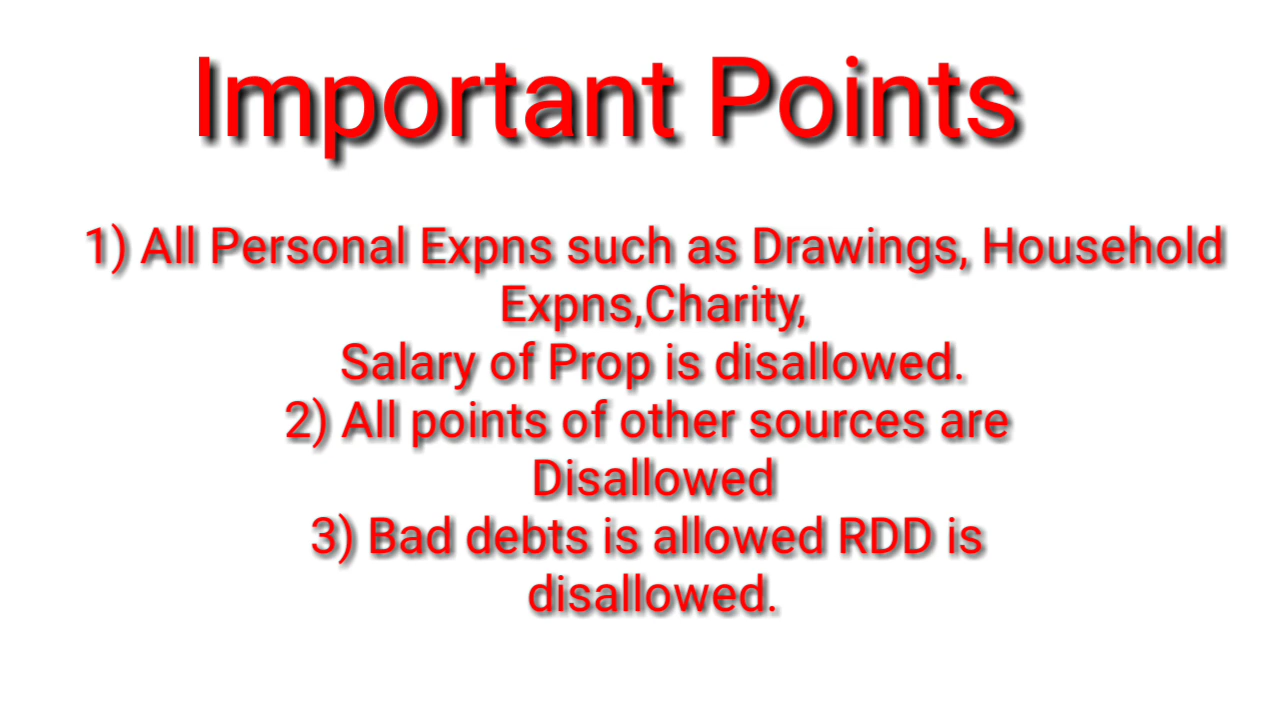 Important Points
1) All Personal Expns such as Drawings, Household
Expns,Charity,
Salary of Prop is disallowed.
2) All points of other sources are
Disallowed
3) Bad debts is allowed RDD is
disallowed.